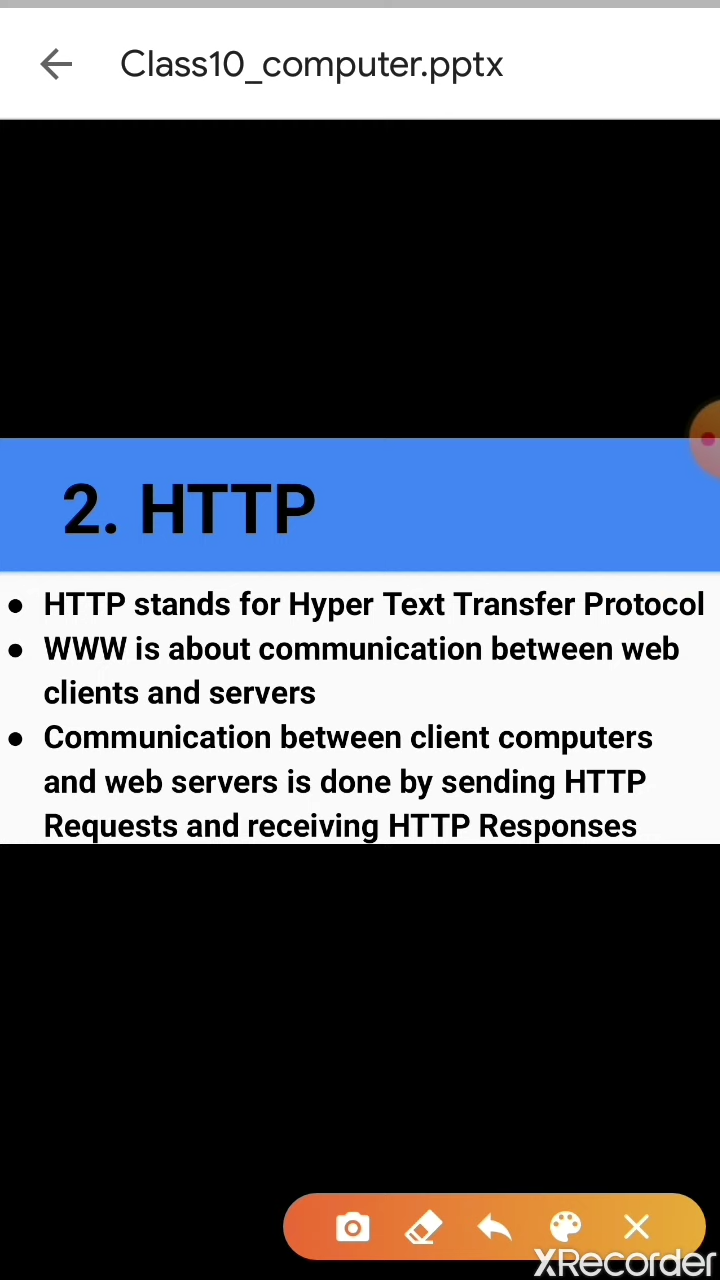 Class10_computer.pptx
2. HTTP
● HTTP stands for Hyper Text Transfer Protocol
● WWW is about communication between web
clients and servers
● Communication between client computers
and web servers is done by sending HTTP
Requests and receiving HTTP Responses
XRecorder